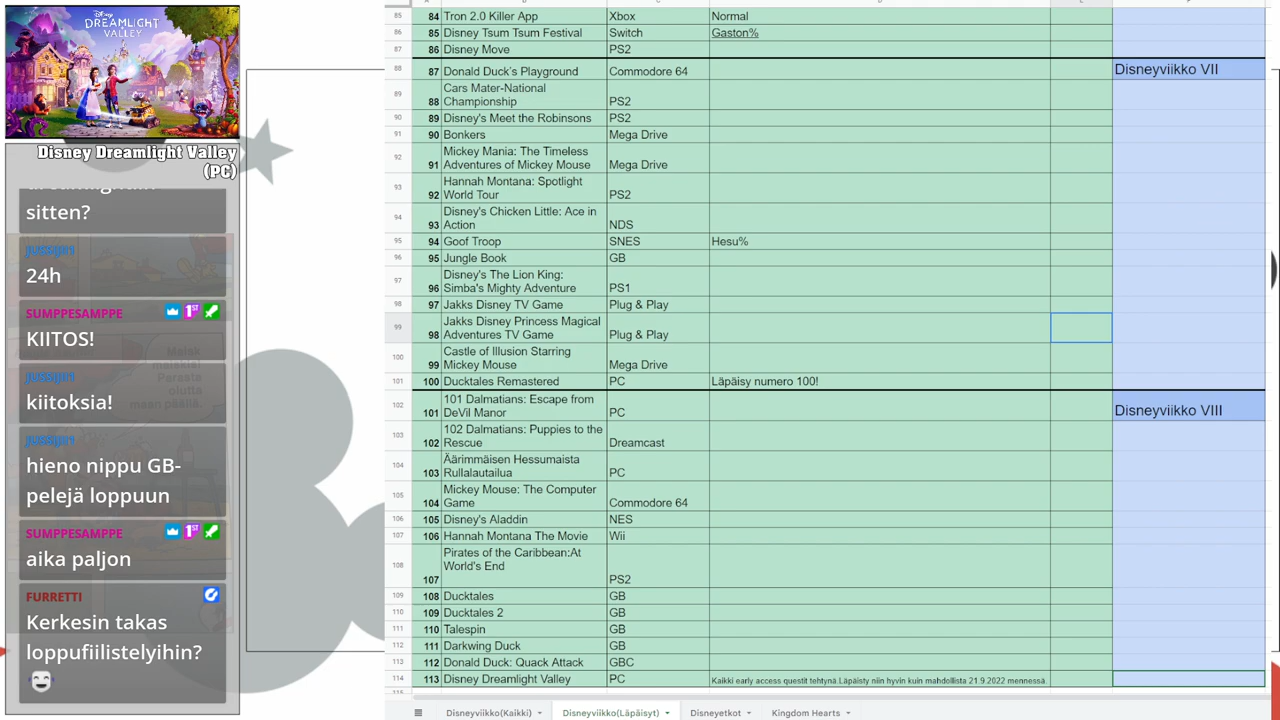 DISNEY
DREAMLIGHT
VALLEY
Disney Dreamlight Valley
(PC)
sitten?
jussijii1
24h
SUMPPESAMPPE
1ST
KIITOS!
jussijii1
kiitoksia!
jussijii1
hieno nippu GB-
pelejä loppuun
SUMPPESAMPPE
1ST
aika paljon
FURRETTI
Kerkesin takas
loppufiilistelyihin?
85 84 Tron 2.0 Killer App Xbox Normal
86 85 Disney Tsum Tsum Festival Switch Gaston%
87 86 Disney Move PS2
88 87 Donald Duck's Playground Commodore 64 Disneyviikko VII
89 Cars Mater-National
88 Championship PS2
90 89 Disney's Meet the Robinsons PS2
91 90 Bonkers Mega Drive
92 Mickey Mania: The Timeless
91 Adventures of Mickey Mouse Mega Drive
93 Hannah Montana: Spotlight
92 World Tour PS2
94 Disney's Chicken Little: Ace in
93 Action NDS
95 94 Goof Troop SNES Hesu%
96 95 Jungle Book GB
97 Disney's The Lion King:
96 Simba's Mighty Adventure PS1
98 97 Jakks Disney TV Game Plug & Play
99 Jakks Disney Princess Magical
98 Adventures TV Game Plug & Play
100 Castle of Illusion Starring
99 Mickey Mouse Mega Drive
101 100 Ducktales Remastered PC Läpäisy numero 100!
102 101 Dalmatians: Escape from
101 DeVil Manor PC Disneyviikko VIII
103 102 Dalmatians: Puppies to the
102 Rescue Dreamcast
104 Äärimmäisen Hessumaista
103 Rullalautailua PC
105 Mickey Mouse: The Computer
104 Game Commodore 64
106 105 Disney's Aladdin NES
107 106 Hannah Montana The Movie Wii
108 Pirates of the Caribbean:At
World's End
107 PS2
109 108 Ducktales GB
110 109 Ducktales 2 GB
111 110 Talespin GB
112 111 Darkwing Duck GB
113 112 Donald Duck: Quack Attack GBC
114 113 Disney Dreamlight Valley PC Kaikki early access questit tehtynä Läpäisty niin hyvin kuin mahdollista 21.9.2022 mennessä.
Disneyviikko(Kaikki) Disneyviikko(Läpäisyt) Disneyetkot Kingdom Hearts